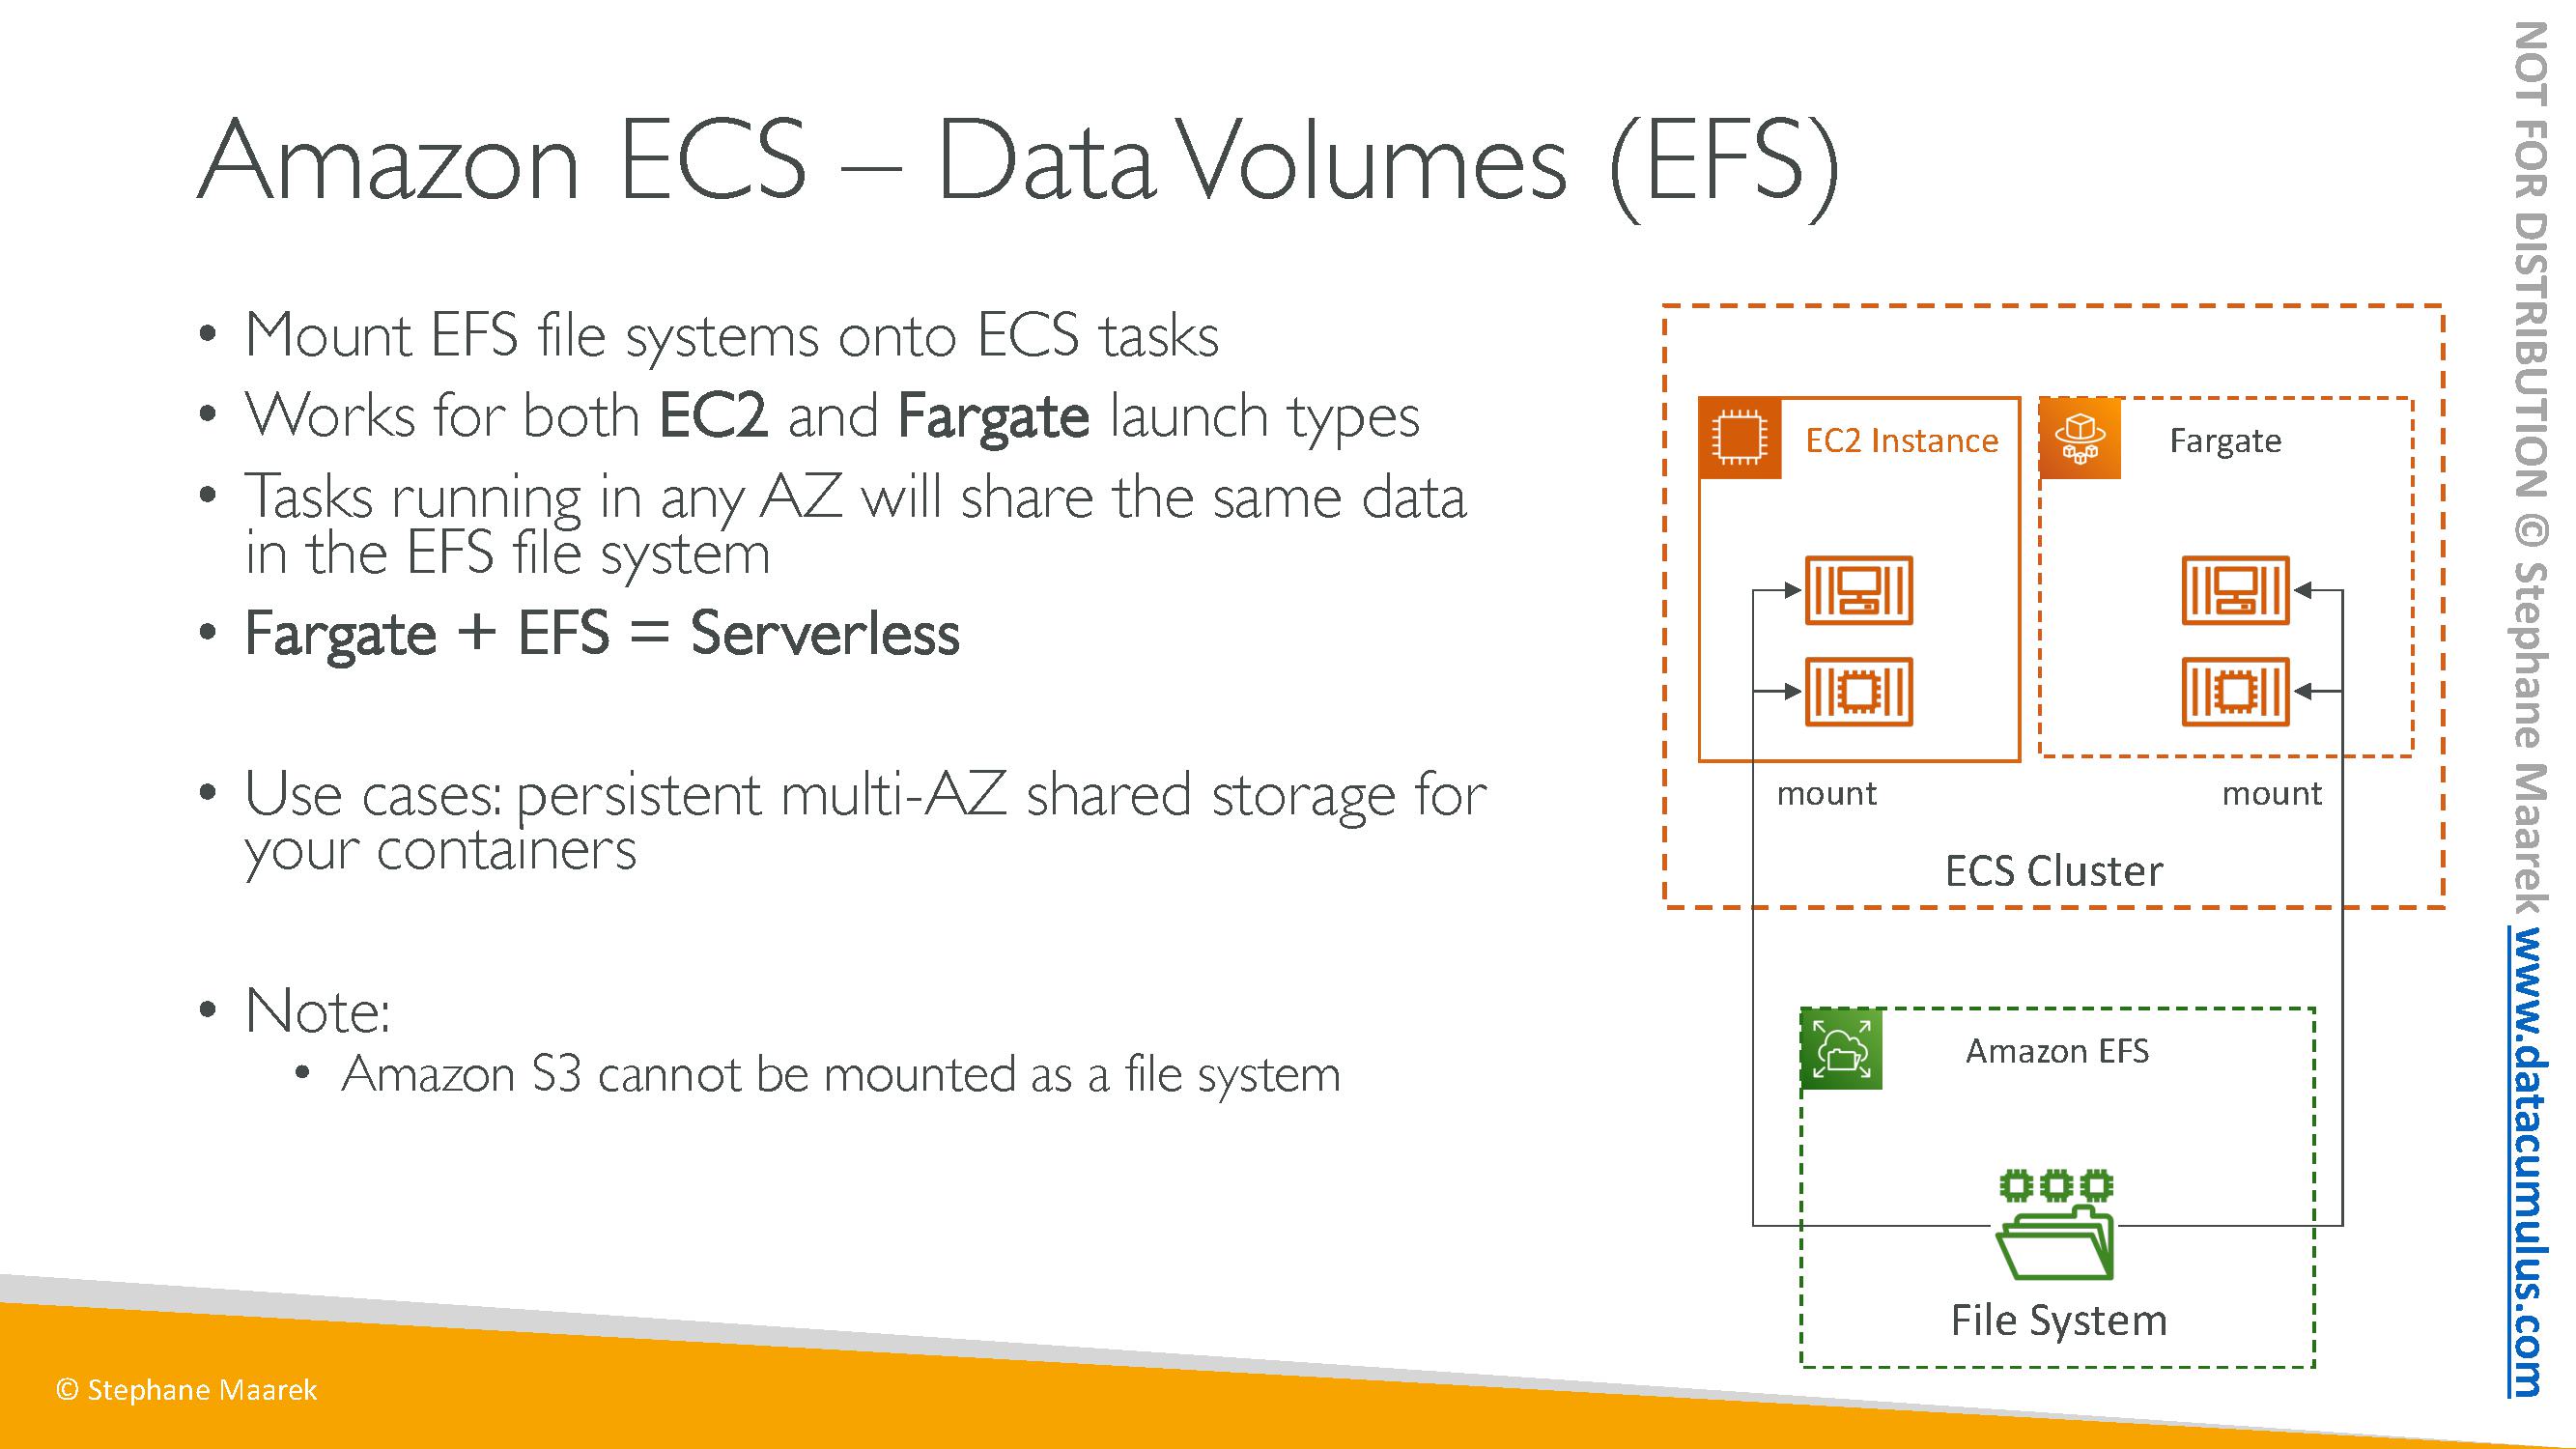 Amazon ECS – Data Volumes (EFS)
• Mount EFS file systems onto ECS tasks
• Works for both EC2 and Fargate launch types
• Tasks running in any AZ will share the same data
in the EFS file system
• Fargate + EFS = Serverless
• Use cases: persistent multi-AZ shared storage for
your containers
• Note:
• Amazon S3 cannot be mounted as a file system
EC2 Instance
Fargate
mount
mount
ECS Cluster
Amazon EFS
File System
© Stephane Maarek
NOT FOR DISTRIBUTION © Stephane Maarek www.datacumulus.com